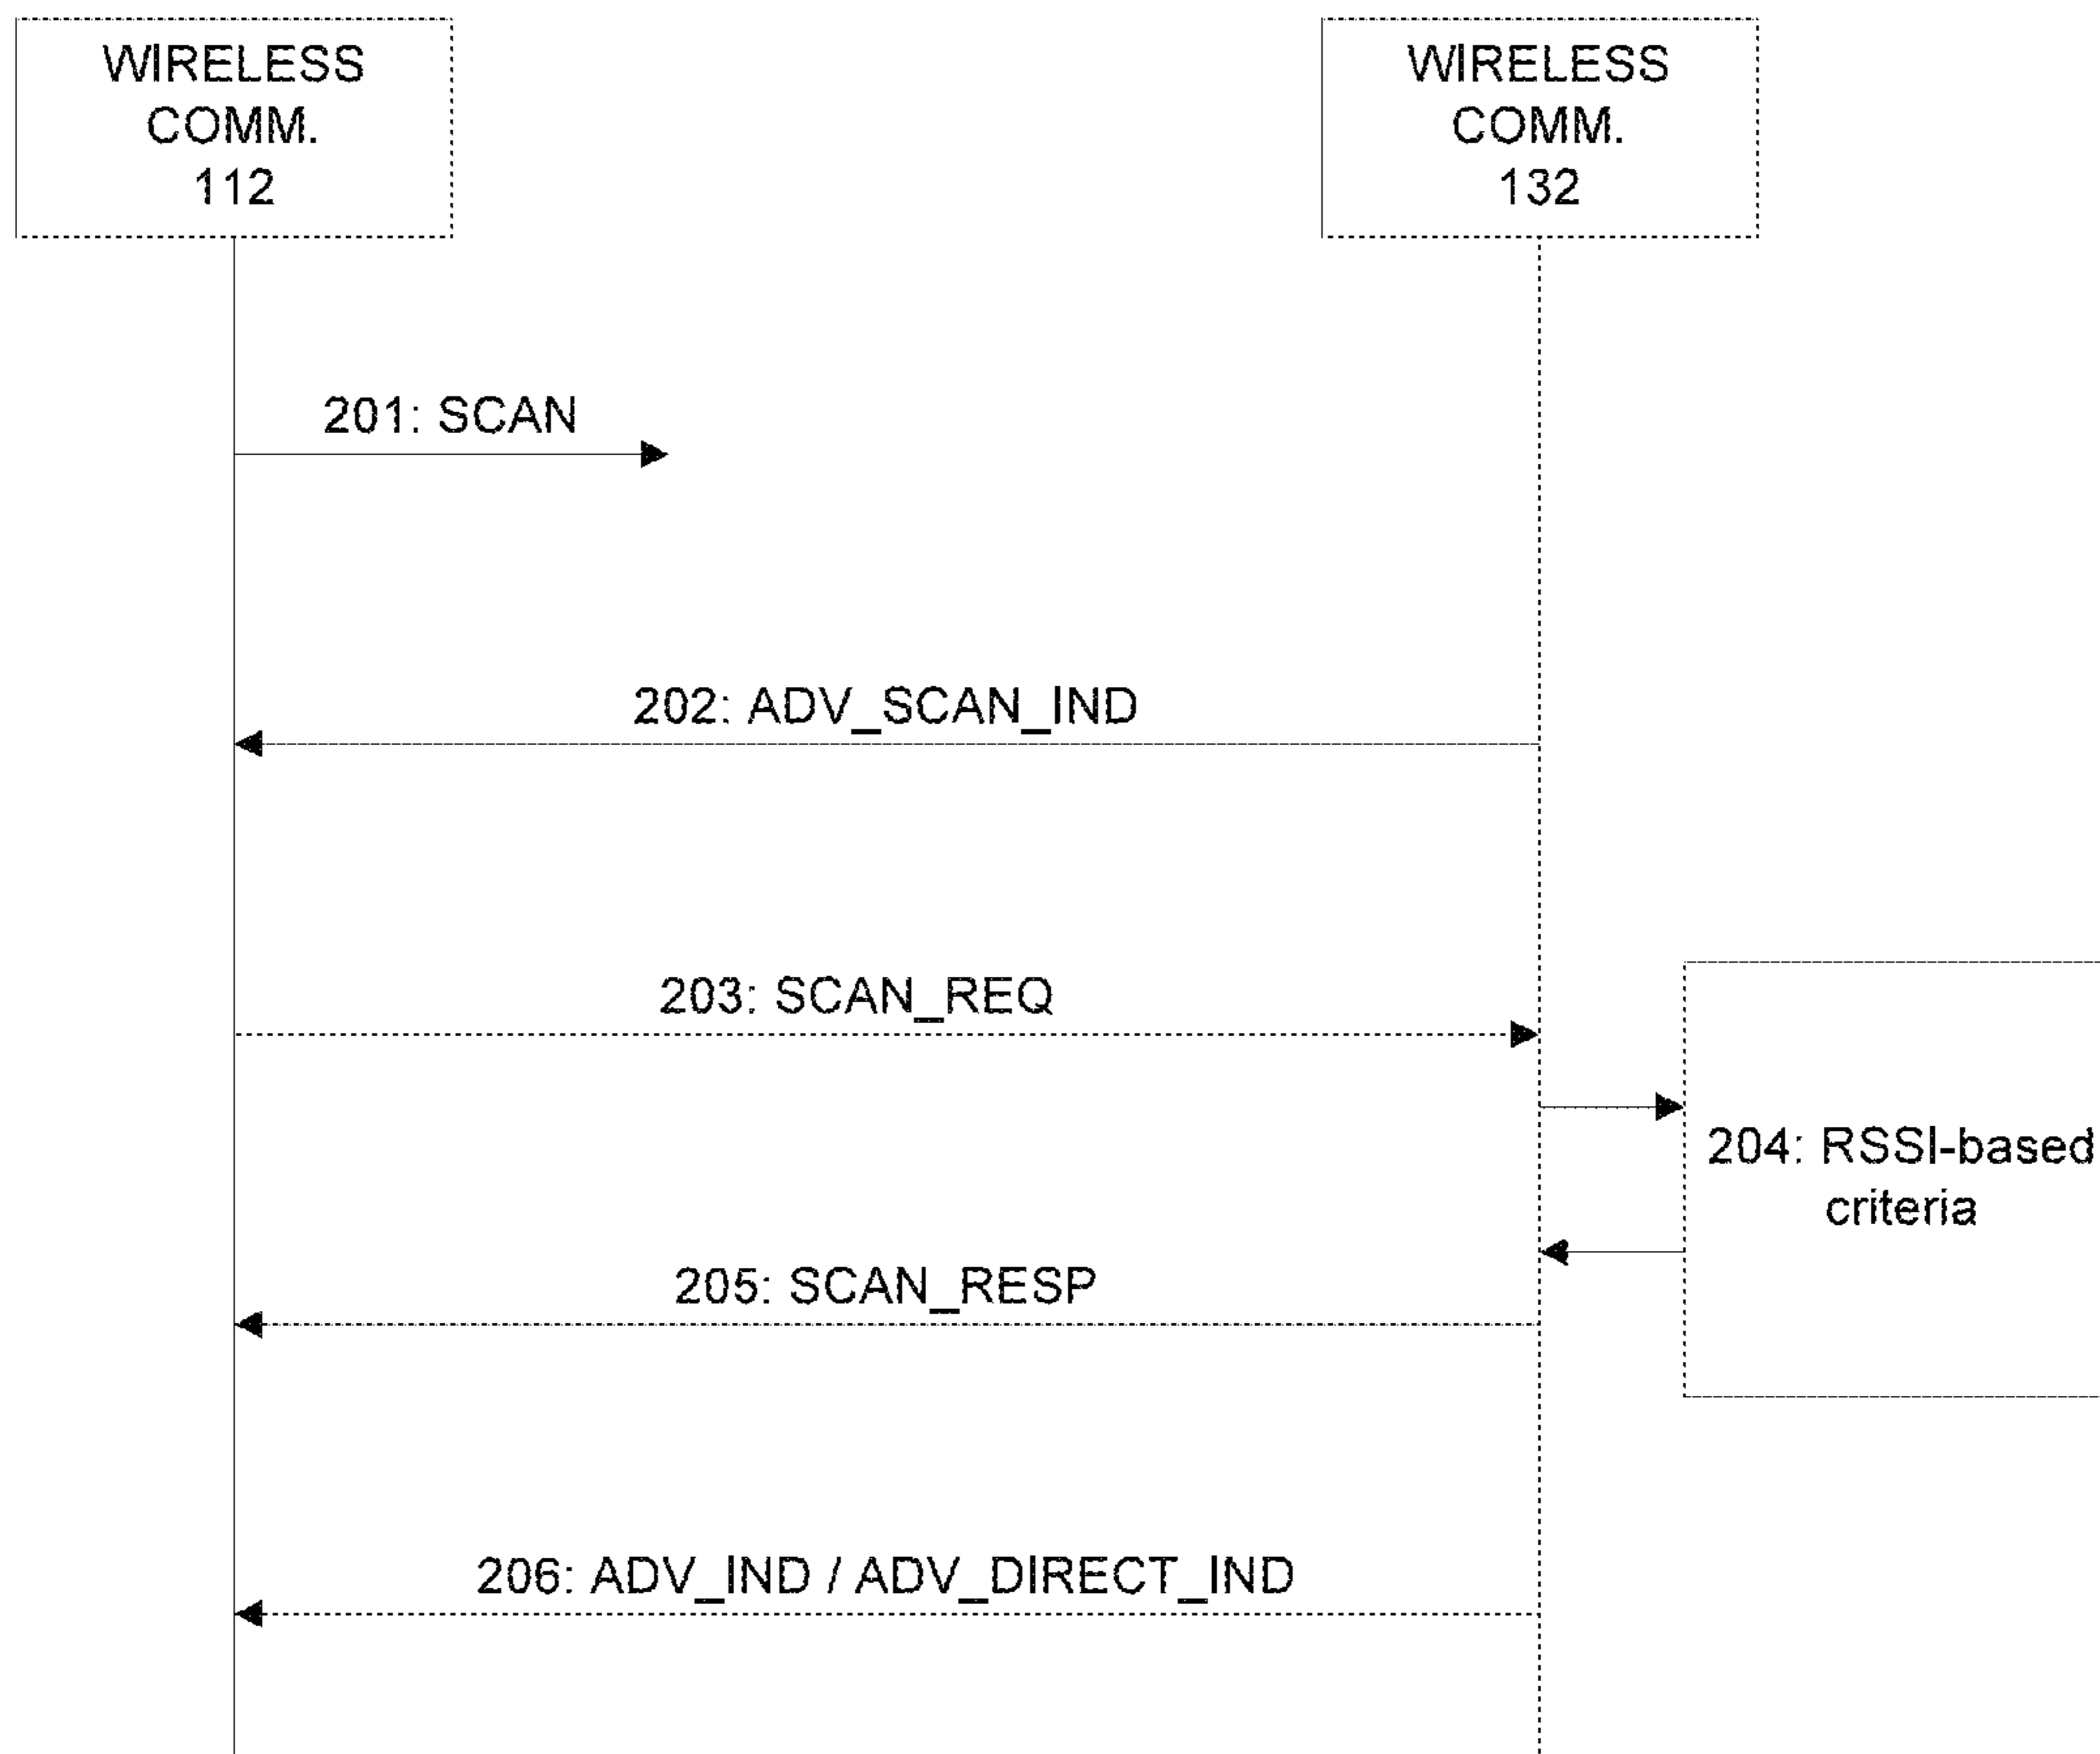 WIRELESS
COMM.
112
WIRELESS
COMM.
132
201: SCAN
202: ADV_SCAN_IND
203: SCAN_REQ
204: RSSI-based
criteria
205: SCAN_RESP
206: ADV_IND / ADV_DIRECT_IND